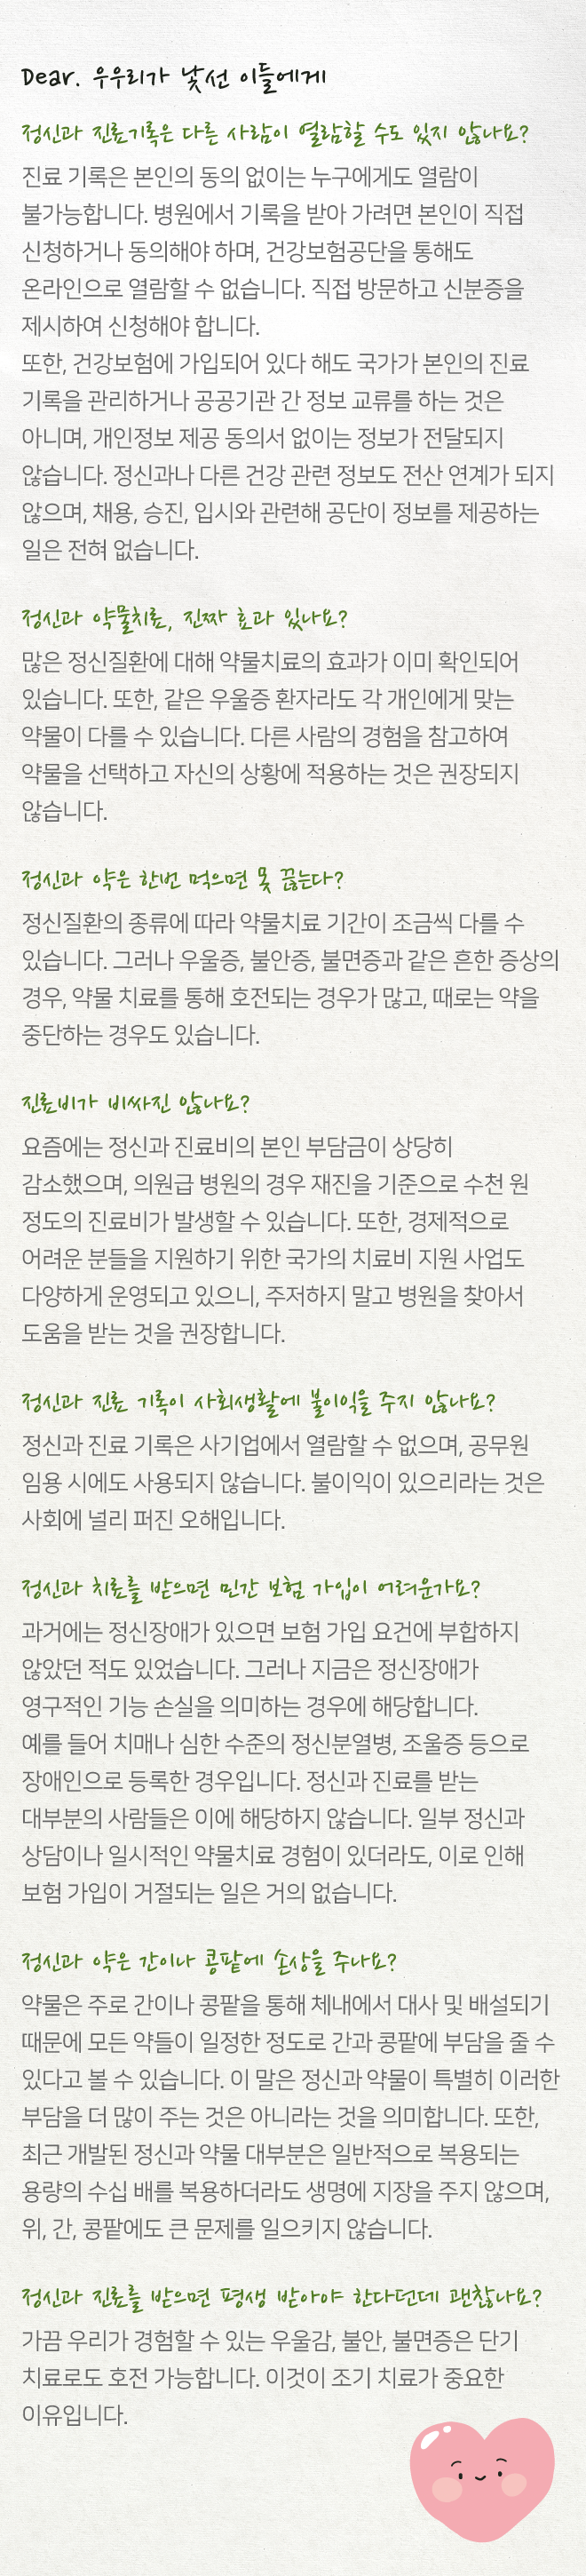 Dear. 우우리가 낯선 이들에게
정신과 진료기록은 다른 사람이 열람할 수도 있지 않나요?
진료 기록은 본인의 동의 없이는 누구에게도 열람이
불가능합니다. 병원에서 기록을 받아 가려면 본인이 직접
신청하거나 동의해야 하며, 건강보험공단을 통해도
온라인으로 열람할 수 없습니다. 직접 방문하고 신분증을
제시하여 신청해야 합니다.
또한, 건강보험에 가입되어 있다 해도 국가가 본인의 진료
기록을 관리하거나 공공기관 간 정보 교류를 하는 것은
아니며, 개인정보 제공 동의서 없이는 정보가 전달되지
않습니다. 정신과나 다른 건강 관련 정보도 전산 연계가 되지
않으며, 채용, 승진, 입시와 관련해 공단이 정보를 제공하는
일은 전혀 없습니다.
정신과 약물치료, 진짜 효과 있나요?
많은 정신질환에 대해 약물치료의 효과가 이미 확인되어
있습니다. 또한, 같은 우울증 환자라도 각 개인에게 맞는
약물이 다를 수 있습니다. 다른 사람의 경험을 참고하여
약물을 선택하고 자신의 상황에 적용하는 것은 권장되지
않습니다.
정신과 약은 한번 먹으면 못 끊는다?
정신질환의 종류에 따라 약물치료 기간이 조금씩 다를 수
있습니다. 그러나 우울증, 불안증, 불면증과 같은 흔한 증상의
경우, 약물 치료를 통해 호전되는 경우가 많고, 때로는 약을
중단하는 경우도 있습니다.
진료비가 비싸진 않나요?
요즘에는 정신과 진료비의 본인 부담금이 상당히
감소했으며, 의원급 병원의 경우 재진을 기준으로 수천 원
정도의 진료비가 발생할 수 있습니다. 또한, 경제적으로
어려운 분들을 지원하기 위한 국가의 치료비 지원 사업도
다양하게 운영되고 있으니, 주저하지 말고 병원을 찾아서
도움을 받는 것을 권장합니다.
정신과 진료 기록이 사회생활에 불이익을 주지 않나요?
정신과 진료 기록은 사기업에서 열람할 수 없으며, 공무원
임용 시에도 사용되지 않습니다. 불이익이 있으리라는 것은
사회에 널리 퍼진 오해입니다.
정신과 치료를 받으면 민간 보험 가입이 어려운가요?
과거에는 정신장애가 있으면 보험 가입 요건에 부합하지
않았던 적도 있었습니다. 그러나 지금은 정신장애가
영구적인 기능 손실을 의미하는 경우에 해당합니다.
예를 들어 치매나 심한 수준의 정신분열병, 조울증 등으로
장애인으로 등록한 경우입니다. 정신과 진료를 받는
대부분의 사람들은 이에 해당하지 않습니다. 일부 정신과
상담이나 일시적인 약물치료 경험이 있더라도, 이로 인해
보험 가입이 거절되는 일은 거의 없습니다.
정신과 약은 간이나 콩팥에 손상을 주나요?
약물은 주로 간이나 콩팥을 통해 체내에서 대사 및 배설되기
때문에 모든 약들이 일정한 정도로 간과 콩팥에 부담을 줄 수
있다고 볼 수 있습니다. 이 말은 정신과 약물이 특별히 이러한
부담을 더 많이 주는 것은 아니라는 것을 의미합니다. 또한,
최근 개발된 정신과 약물 대부분은 일반적으로 복용되는
용량의 수십 배를 복용하더라도 생명에 지장을 주지 않으며,
위, 간, 콩팥에도 큰 문제를 일으키지 않습니다.
정신과 진료를 받으면 평생 받아야 한다던데 괜찮나요?
가끔 우리가 경험할 수 있는 우울감, 불안, 불면증은 단기
치료로도 호전 가능합니다. 이것이 조기 치료가 중요한
이유입니다.